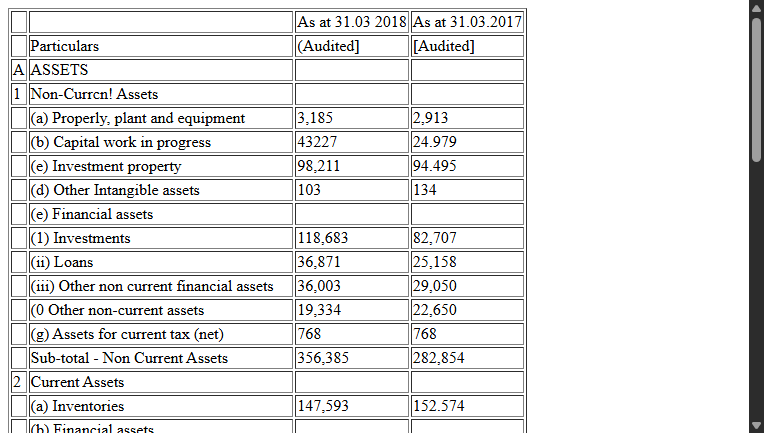 As at 31.03 2018 As at 31.03.2017
Particulars (Audited] [Audited]
A ASSETS
1 Non-Currcn! Assets
(a) Properly, plant and equipment 3,185 2,913
(b) Capital work in progress 43227 24.979
(e) Investment property 98,211 94.495
(d) Other Intangible assets 103 134
(e) Financial assets
(1) Investments 118,683 82,707
(ii) Loans 36,871 25,158
(iii) Other non current financial assets 36,003 29,050
(0 Other non-current assets 19,334 22,650
(g) Assets for current tax (net) 768 768
Sub-total - Non Current Assets 356,385 282,854
2 Current Assets
(a) Inventories 147,593 152.574
(b) Financial assets